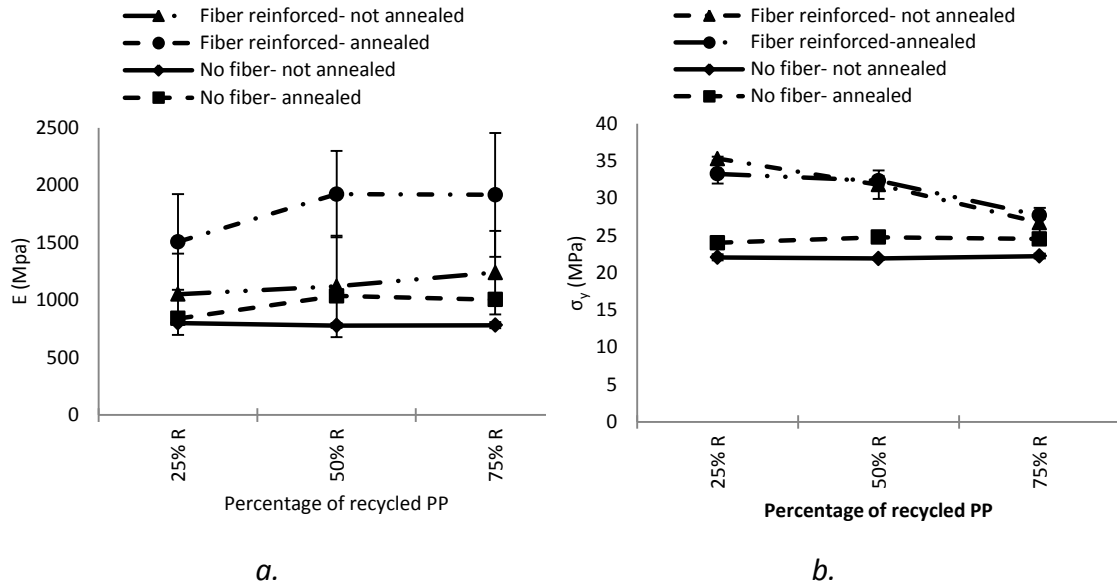 Fiber reinforced- not annealed
Fiber reinforced- annealed
No fiber- not annealed
No fiber- annealed
2500
2000
1500
1000
500
0
E (Mpa)
25% R
50% R
75% R
Percentage of recycled PP
a.
Fiber reinforced- not annealed
Fiber reinforced-annealed
No fiber- not annealed
No fiber- annealed
40
35
30
25
20
15
10
5
0
σy (MPa)
25% R
50% R
75% R
Percentage of recycled PP
b.